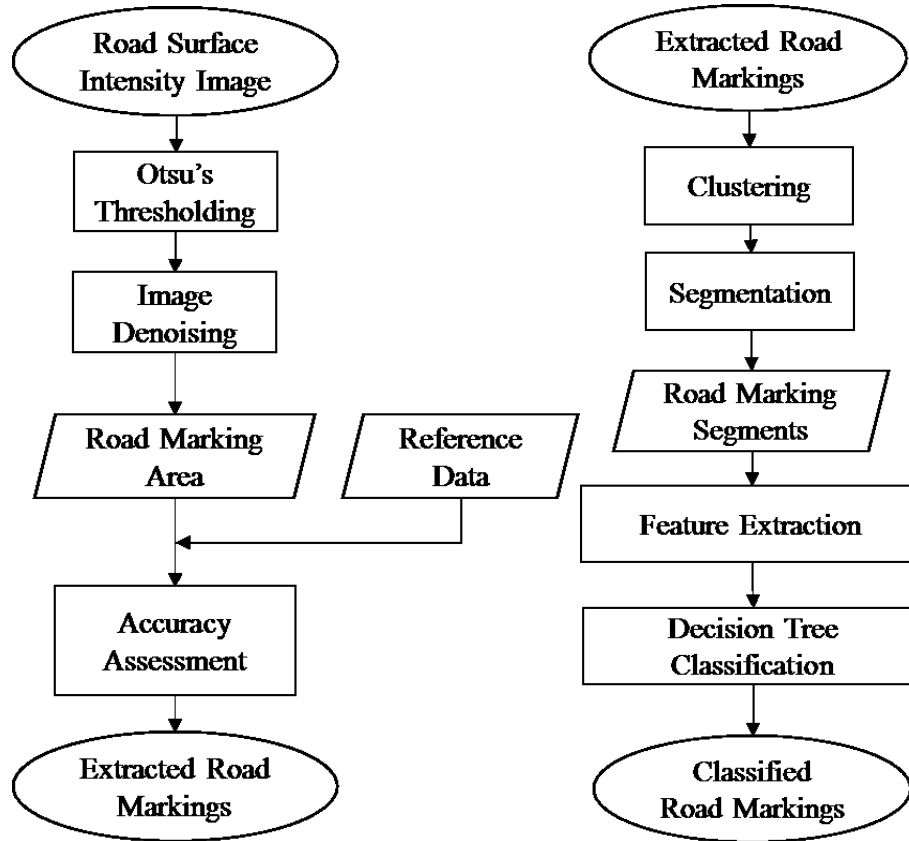 Road Surface
Intensity Image
Otsu's
Thresholding
Image
Denoising
Road Marking
Area
Reference
Data
Accuracy
Assessment
Extracted Road
Markings
Extracted Road
Markings
Clustering
Segmentation
Road Marking
Segments
Feature Extraction
Decision Tree
Classification
Classified
Road Markings